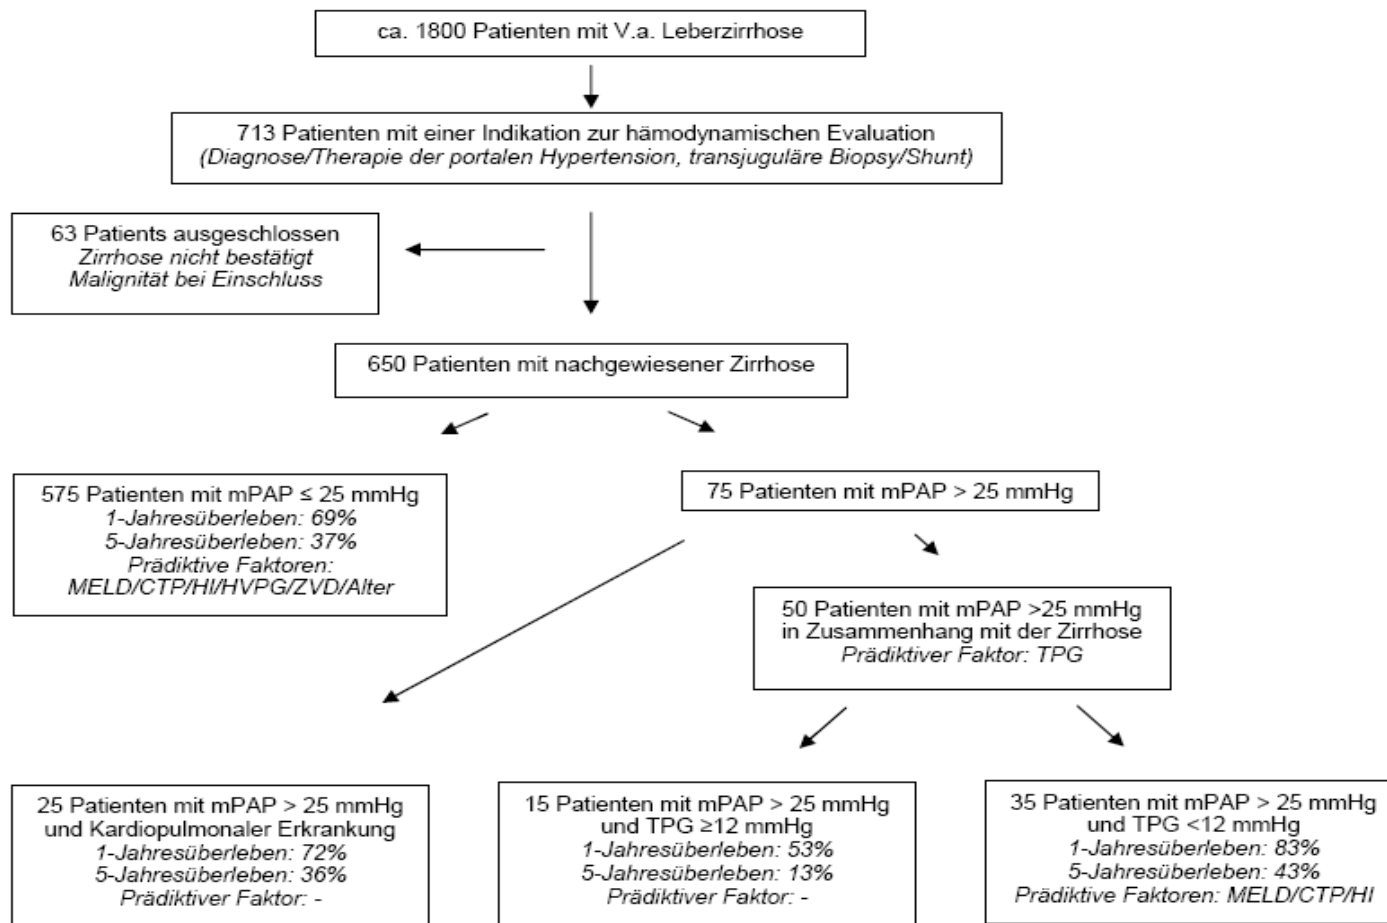 ca. 1800 Patienten mit V.a. Leberzirrhose
713 Patienten mit einer Indikation zur hämodynamischen Evaluation
(Diagnose/Therapie der portalen Hypertension, transjuguläre Biopsy/Shunt)
63 Patients ausgeschlossen
Zirrhose nicht bestätigt
Malignität bei Einschluss
650 Patienten mit nachgewiesener Zirrhose
575 Patienten mit mPAP ≤ 25 mmHg
1-Jahresüberleben: 69%
5-Jahresüberleben: 37%
Prädiktive Faktoren:
MELD/CTP/HI/HVPG/ZVD/Alter
75 Patienten mit mPAP > 25 mmHg
50 Patienten mit mPAP >25 mmHg
in Zusammenhang mit der Zirrhose
Prädiktiver Faktor: TPG
25 Patienten mit mPAP > 25 mmHg
und Kardiopulmonaler Erkrankung
1-Jahresüberleben: 72%
5-Jahresüberleben: 36%
Prädiktiver Faktor: -
15 Patienten mit mPAP > 25 mmHg
und TPG ≥12 mmHg
1-Jahresüberleben: 53%
5-Jahresüberleben: 13%
Prädiktiver Faktor: -
35 Patienten mit mPAP > 25 mmHg
und TPG <12 mmHg
1-Jahresüberleben: 83%
5-Jahresüberleben: 43%
Prädiktive Faktoren: MELD/CTP/HI